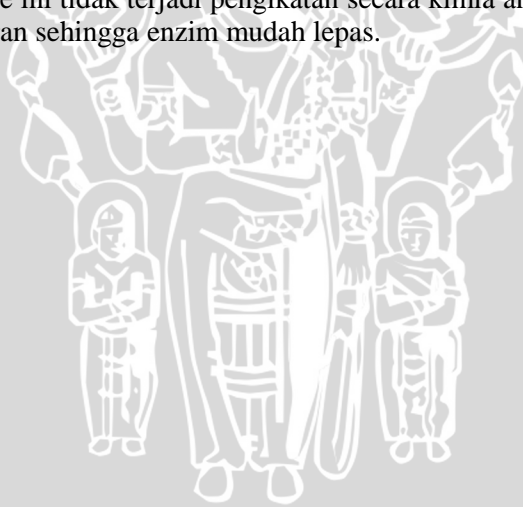 ini tidak terjadi pengikatan secara kimia
an sehingga enzim mudah lepas.